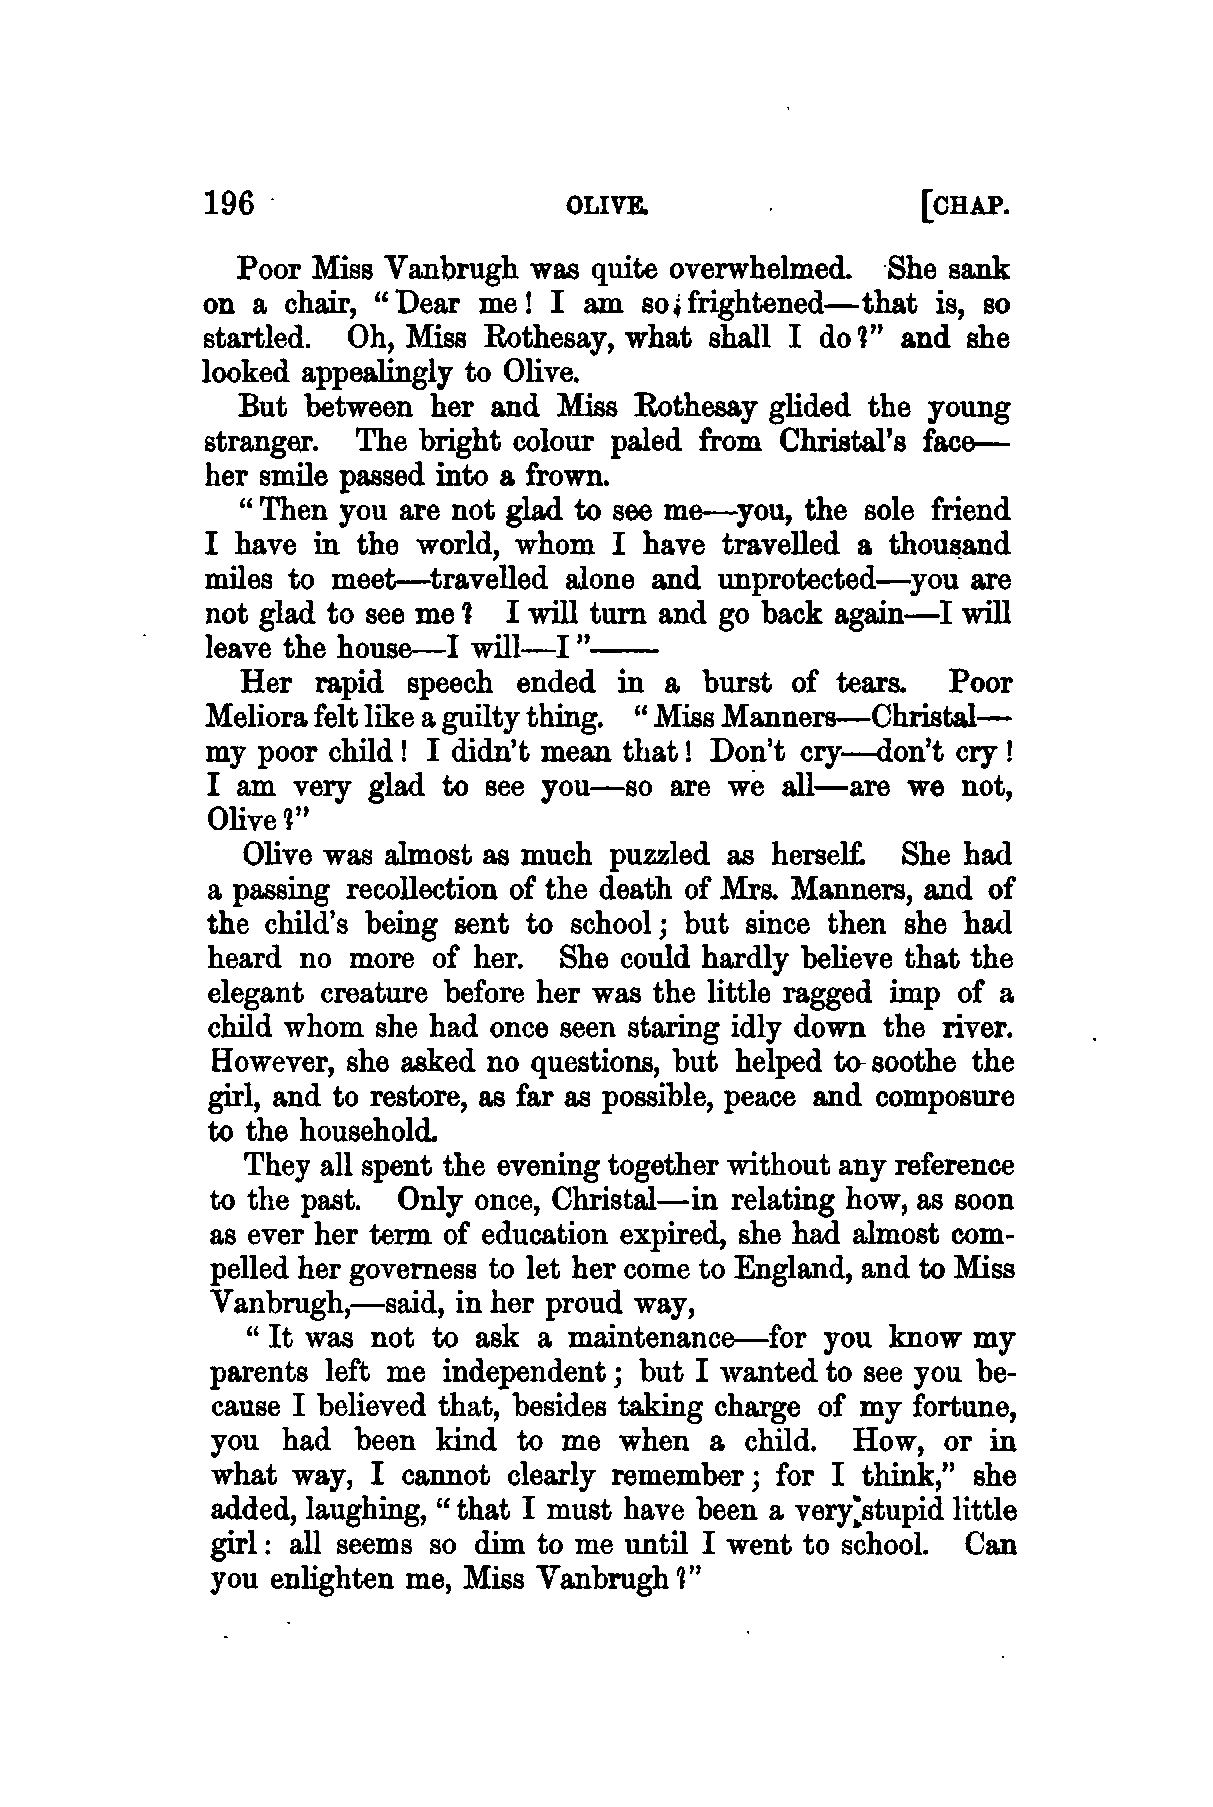 196 OLIVE. [CHAP.
Poor Miss Vanbrugh was quite overwhelmed. She sank
on a chair, "Dear me! I am so frightened—that is, so
startled. Oh, Miss Rothesay, what shall I do?" and she
looked appealingly to Olive.
But between her and Miss Rothesay glided the young
stranger. The bright colour paled from Christal's face—
her smile passed into a frown.
"Then you are not glad to see me—you, the sole friend
I have in the world, whom I have travelled a thousand
miles to meet—travelled alone and unprotected—you are
not glad to see me? I will turn and go back again—I will
leave the house—I will—I"——
Her rapid speech ended in a burst of tears. Poor
Meliora felt like a guilty thing. "Miss Manners—Christal—
my poor child! I didn't mean that! Don't cry—don't cry!
I am very glad to see you—so are we all—are we not,
Olive?"
Olive was almost as much puzzled as herself. She had
a passing recollection of the death of Mrs. Manners, and of
the child's being sent to school; but since then she had
heard no more of her. She could hardly believe that the
elegant creature before her was the little ragged imp of a
child whom she had once seen staring idly down the river.
However, she asked no questions, but helped to soothe the
girl, and to restore, as far as possible, peace and composure
to the household.
They all spent the evening together without any reference
to the past. Only once, Christal—in relating how, as soon
as ever her term of education expired, she had almost com-
pelled her governess to let her come to England, and to Miss
Vanbrugh,—said, in her proud way,
"It was not to ask a maintenance—for you know my
parents left me independent; but I wanted to see you be-
cause I believed that, besides taking charge of my fortune,
you had been kind to me when a child. How, or in
what way, I cannot clearly remember; for I think," she
added, laughing, "that I must have been a very stupid little
girl: all seems so dim to me until I went to school. Can
you enlighten me, Miss Vanbrugh?"